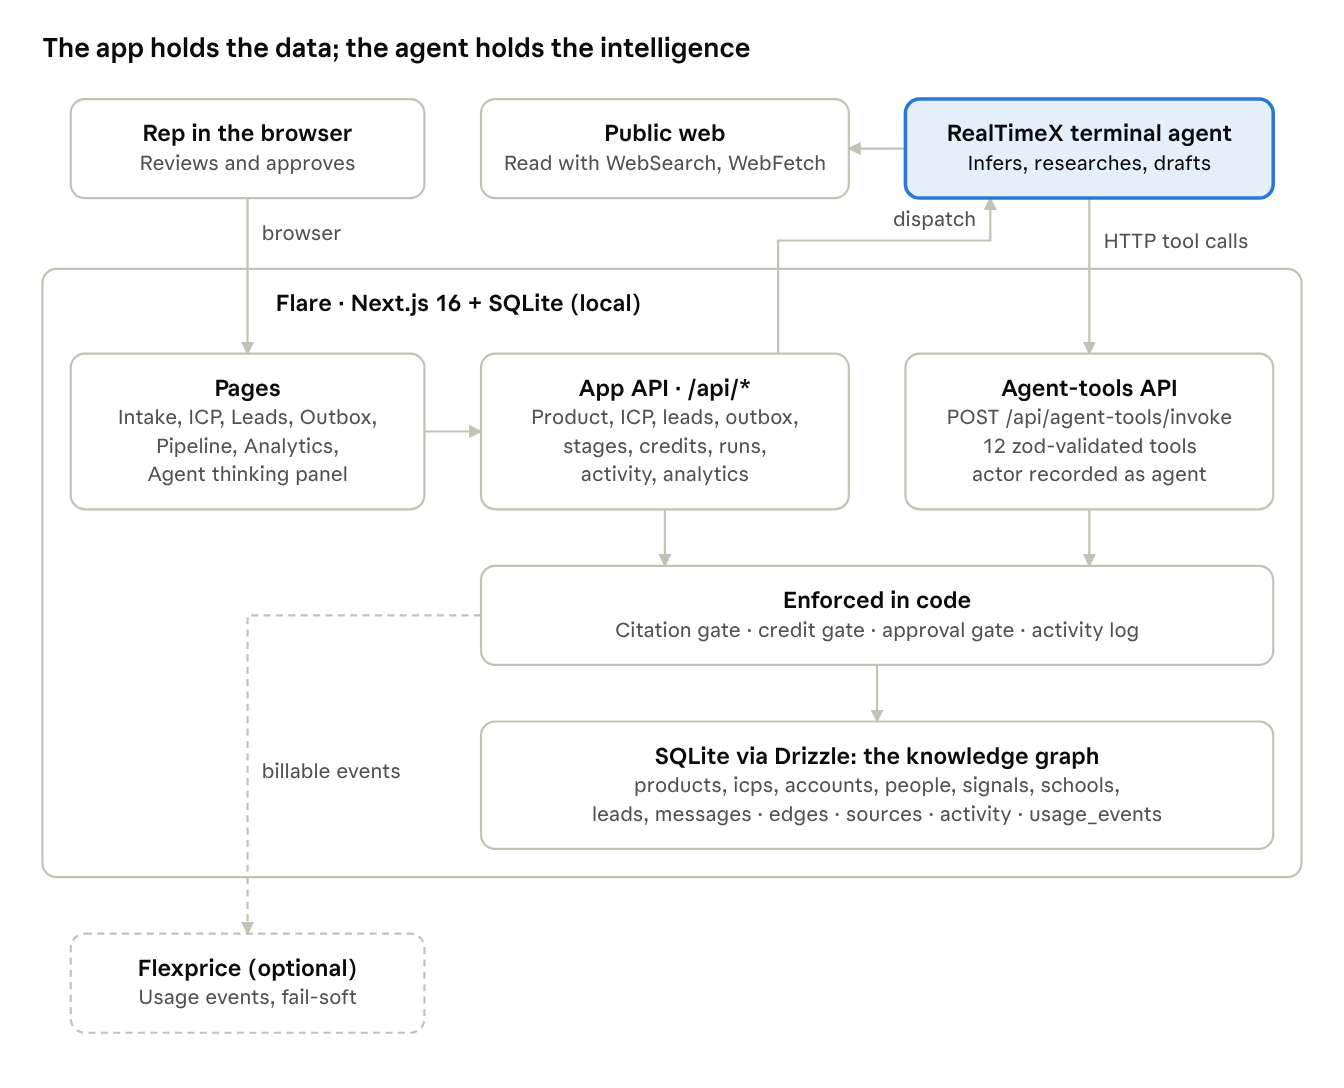 The app holds the data; the agent holds the intelligence
Rep in the browser
Reviews and approves
Public web
Read with WebSearch, WebFetch
RealTimeX terminal agent
Infers, researches, drafts
browser
dispatch
HTTP tool calls
Flare · Next.js 16 + SQLite (local)
Pages
Intake, ICP, Leads, Outbox,
Pipeline, Analytics,
Agent thinking panel
App API · /api/*
Product, ICP, leads, outbox,
stages, credits, runs,
activity, analytics
Agent-tools API
POST /api/agent-tools/invoke
12 zod-validated tools
actor recorded as agent
Enforced in code
Citation gate · credit gate · approval gate · activity log
billable events
SQLite via Drizzle: the knowledge graph
products, icps, accounts, people, signals, schools,
leads, messages · edges · sources · activity · usage_events
Flexprice (optional)
Usage events, fail-soft